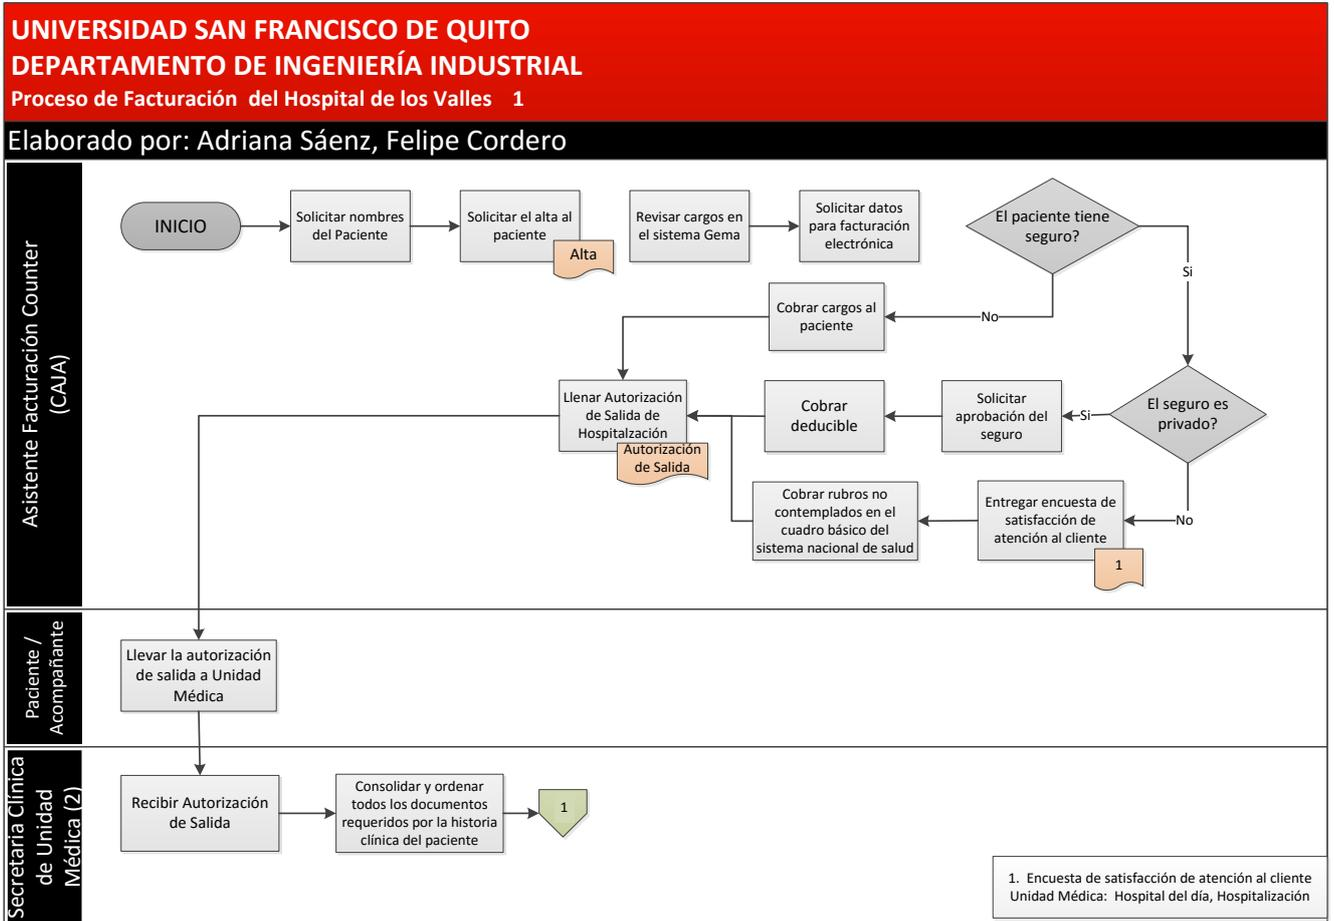 UNIVERSIDAD SAN FRANCISCO DE QUITO
DEPARTAMENTO DE INGENIERÍA INDUSTRIAL
Proceso de Facturación  del Hospital de los Valles   1
Elaborado por: Adriana Sáenz, Felipe Cordero
Asistente Facturación Counter
(CAJA)
INICIO
Solicitar nombres
del Paciente
Solicitar el alta al
paciente
Alta
Revisar cargos en
el sistema Gema
Solicitar datos
para facturación
electrónica
El paciente tiene
seguro?
Si
No
Cobrar cargos al
paciente
Llenar Autorización
de Salida de
Hospitalzación
Autorización
de Salida
Cobrar
deducible
Solicitar
aprobación del
seguro
Si
El seguro es
privado?
No
Cobrar rubros no
contemplados en el
cuadro básico del
sistema nacional de salud
Entregar encuesta de
satisfacción de
atención al cliente
1
Paciente /
Acompañante
Llevar la autorización
de salida a Unidad
Médica
Secretaria Clínica
de Unidad
Médica (2)
Recibir Autorización
de Salida
Consolidar y ordenar
todos los documentos
requeridos por la historia
clínica del paciente
1
1.  Encuesta de satisfacción de atención al cliente
Unidad Médica:  Hospital del día, Hospitalización